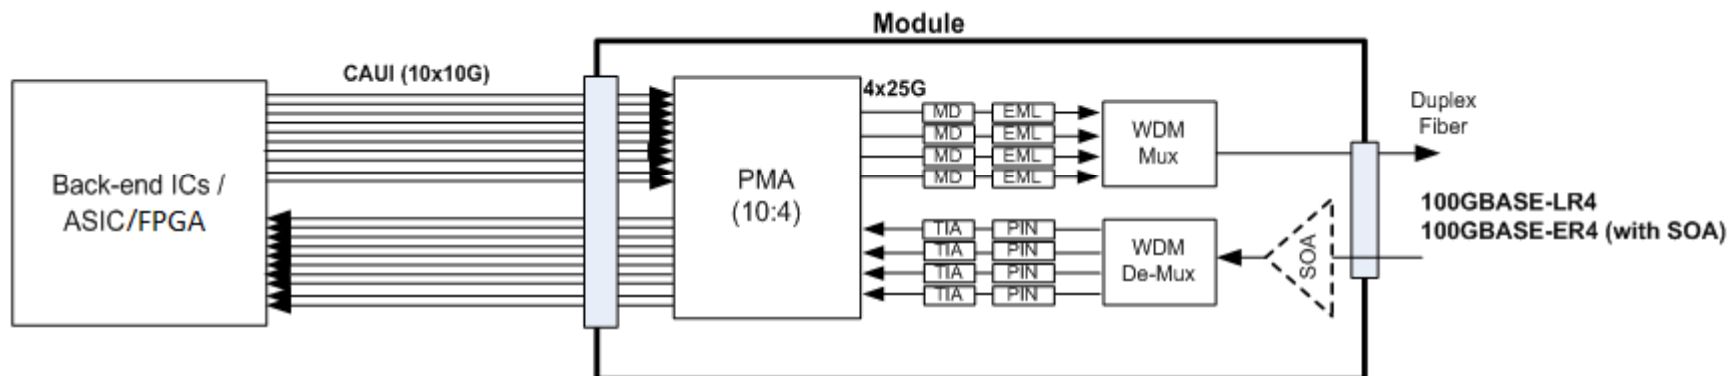 Module
CAUI (10x10G)
4x25G
MD EML
MD EML
MD EML
MD EML
WDM
Mux
Duplex
Fiber
Back-end ICs /
ASIC/FPGA
PMA
(10:4)
TIA PIN
TIA PIN
TIA PIN
TIA PIN
WDM
De-Mux
SOA
100GBASE-LR4
100GBASE-ER4 (with SOA)